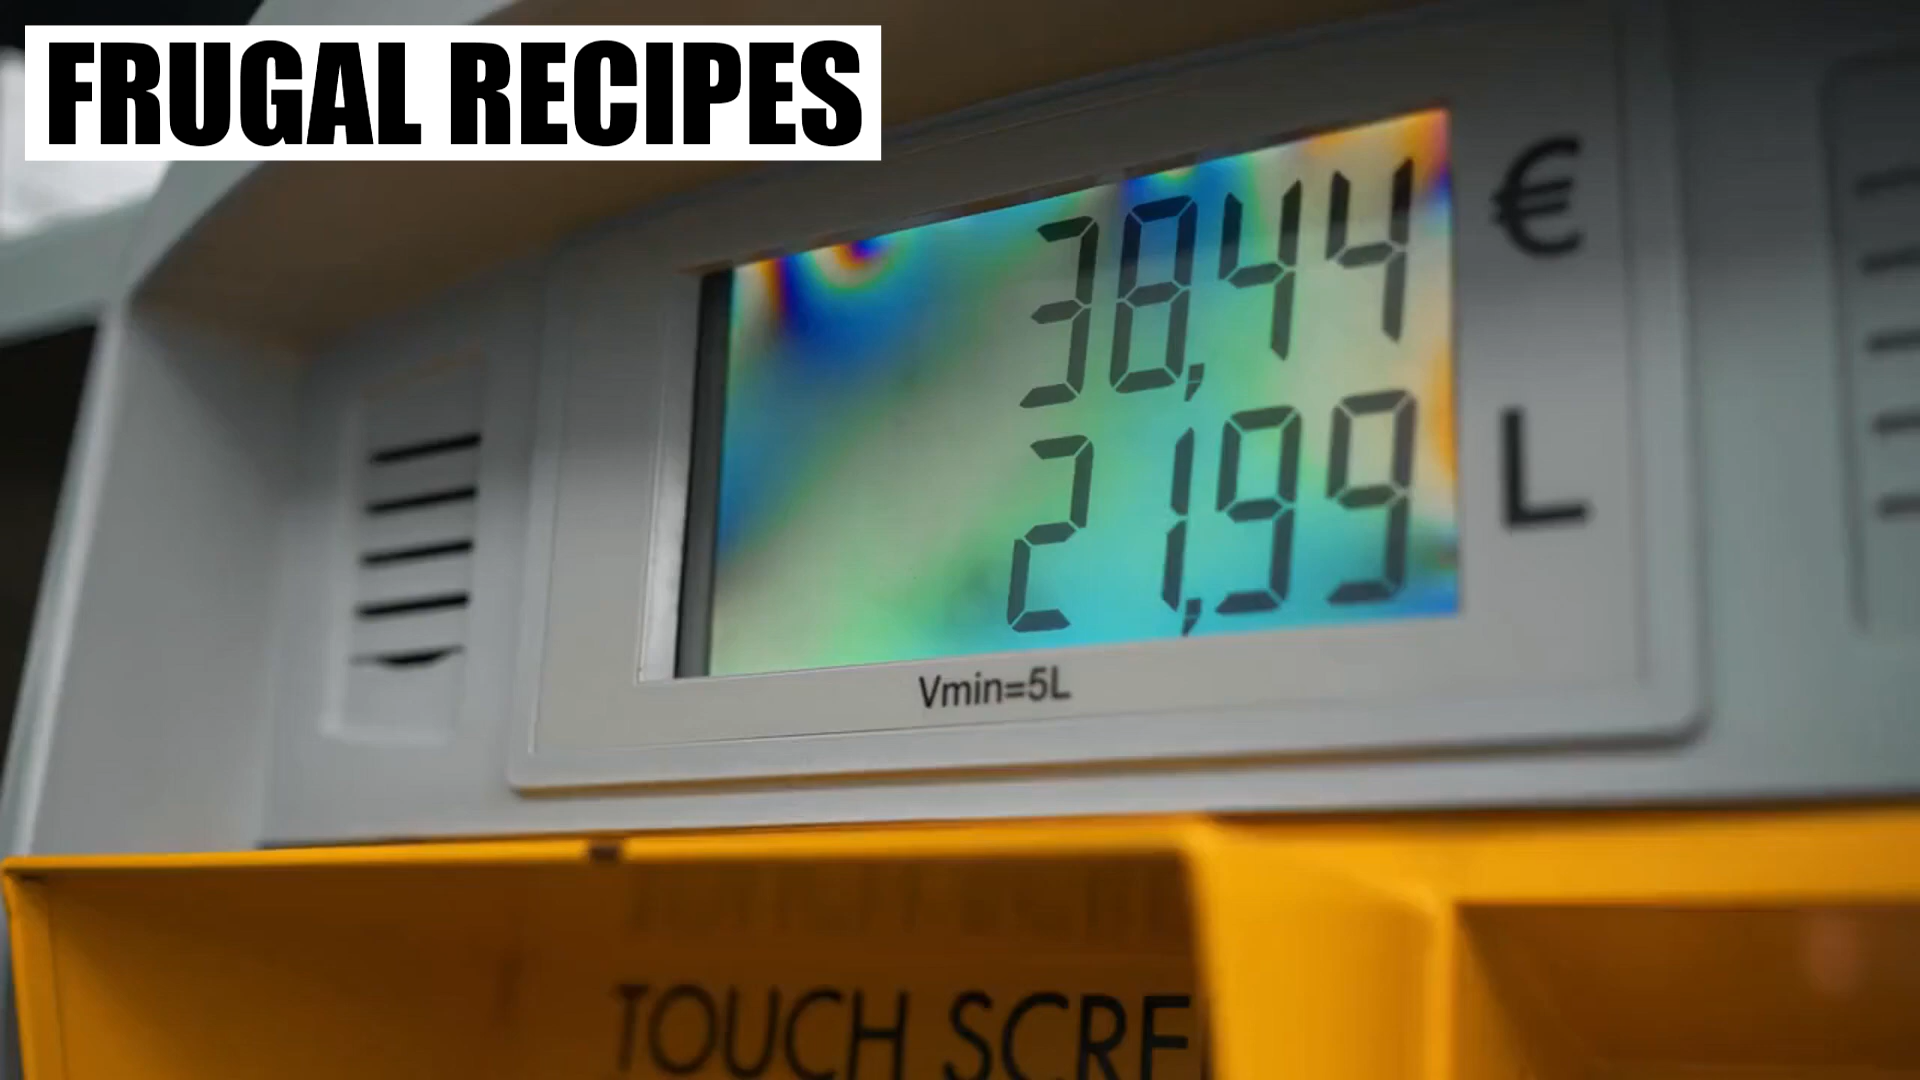 FRUGAL RECIPES
38,44 €
21,99 L
Vmin=5L
TOUCH SCRE